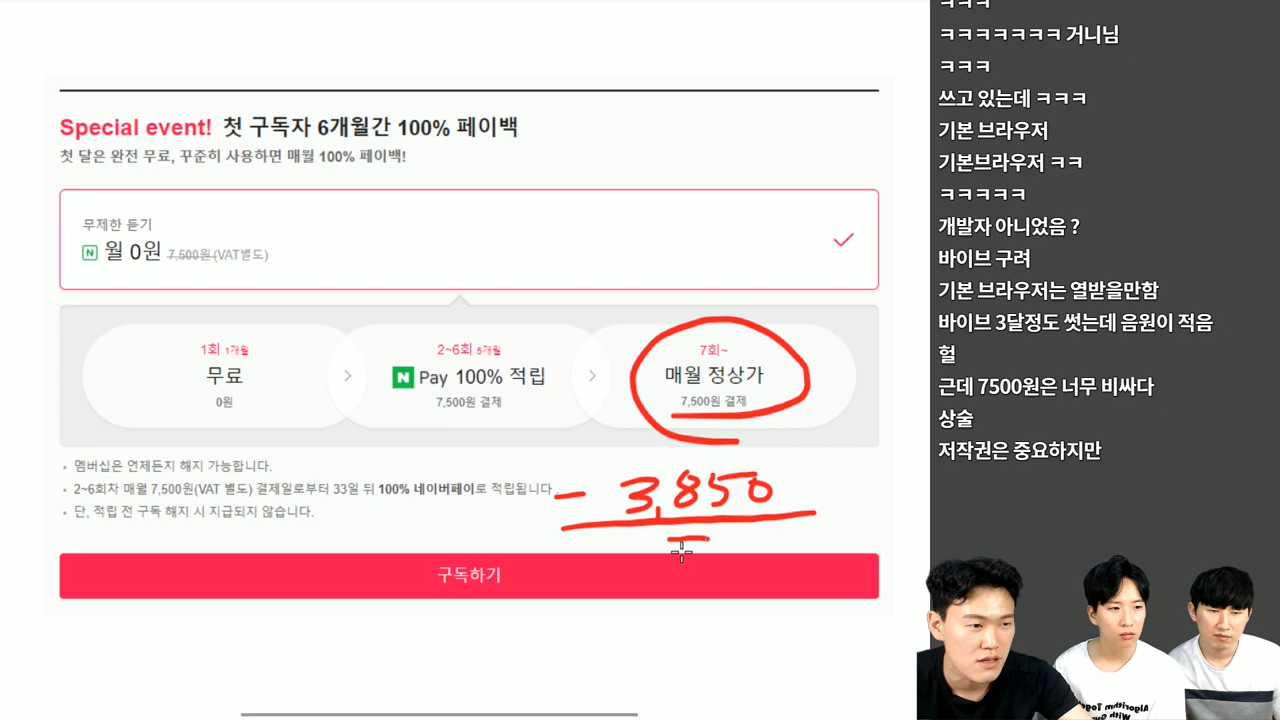 Special event! 첫 구독자 6개월간 100% 페이백
첫 달은 완전 무료, 꾸준히 사용하면 매월 100% 페이백!
무제한 듣기
N 월 0원 7,500원(VAT별도)
1회 1개월
무료
0원
2~6회 5개월
N Pay 100% 적립
7,500원 결제
7회~
매월 정상가
7,500원 결제
• 멤버십은 언제든지 해지 가능합니다.
• 2~6회차 매월 7,500원(VAT 별도) 결제일로부터 33일 뒤 100% 네이버페이로 적립됩니다
• 단, 적립 전 구독 해지 시 지급되지 않습니다.
- 3,850
구독하기
ㅋㅋㅋ
ㅋㅋㅋㅋㅋㅋㅋ 거니님
ㅋㅋㅋ
쓰고 있는데 ㅋㅋㅋ
기본 브라우저
기본브라우저 ㅋㅋ
ㅋㅋㅋㅋㅋ
개발자 아니었음 ?
바이브 구려
기본 브라우저는 열받을만함
바이브 3달정도 썻는데 음원이 적음
헐
근데 7500원은 너무 비싸다
상술
저작권은 중요하지만